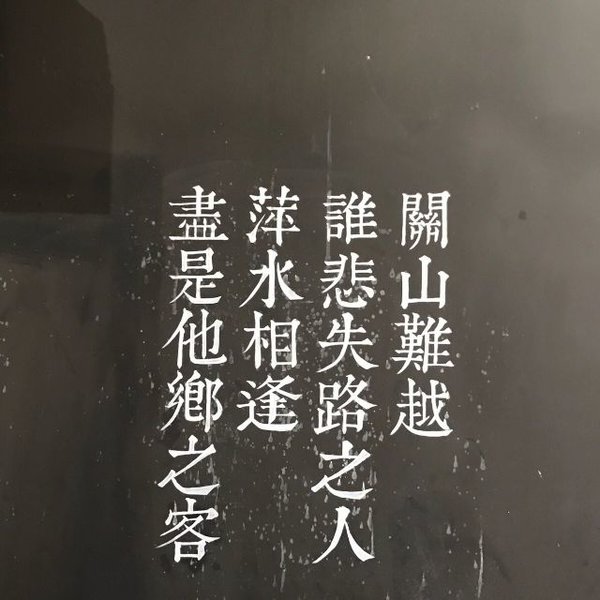 關山難越
誰悲失路之人
萍水相逢
盡是他鄉之客